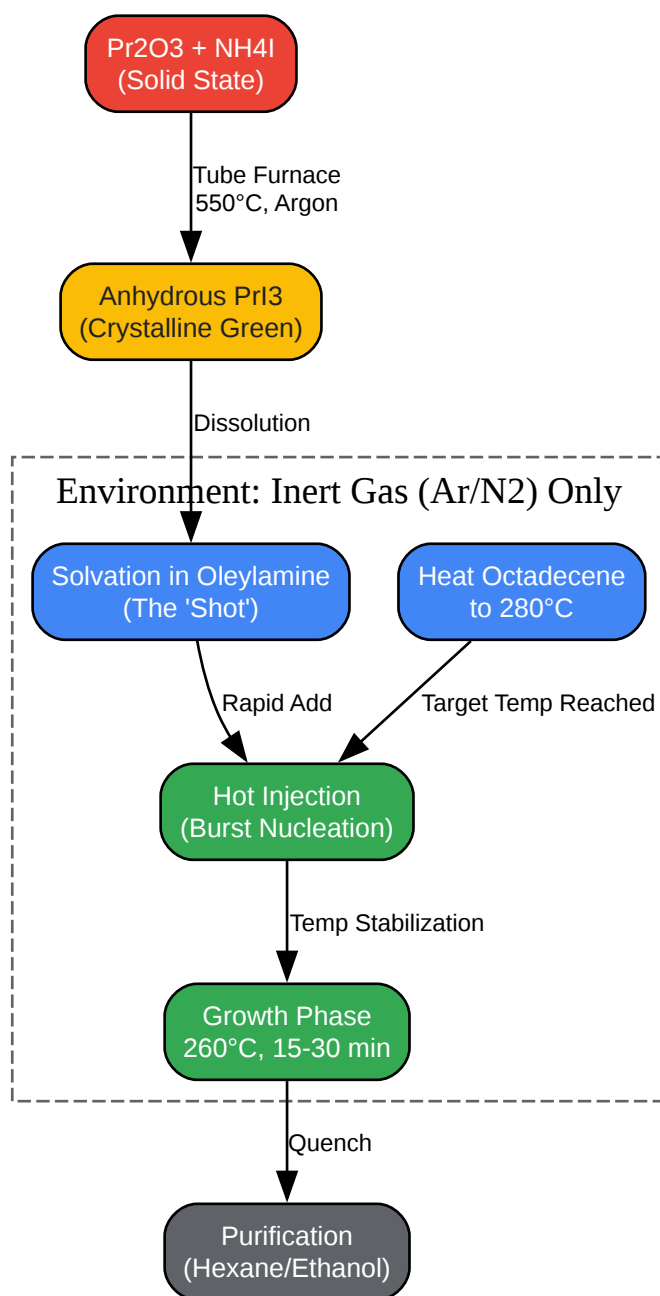 Pr2O3 + NH4I
(Solid State)
Tube Furnace
550°C, Argon
Anhydrous PrI3
(Crystalline Green)
Dissolution
Environment: Inert Gas (Ar/N2) Only
Solvation in Oleylamine
(The 'Shot')
Heat Octadecene
to 280°C
Rapid Add
Target Temp Reached
Hot Injection
(Burst Nucleation)
Temp Stabilization
Growth Phase
260°C, 15-30 min
Quench
Purification
(Hexane/Ethanol)